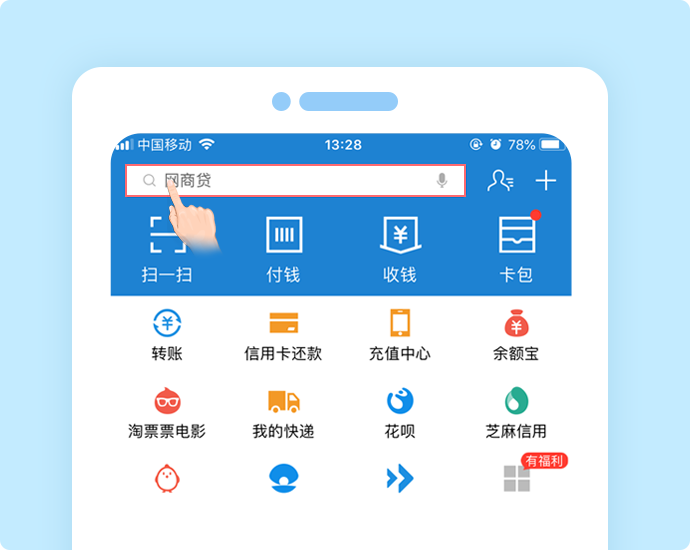 中国移动 13:28 78%
网商贷
扫一扫 付钱 收钱 卡包
转账 信用卡还款 充值中心 余额宝
淘票票电影 我的快递 花呗 芝麻信用
有福利